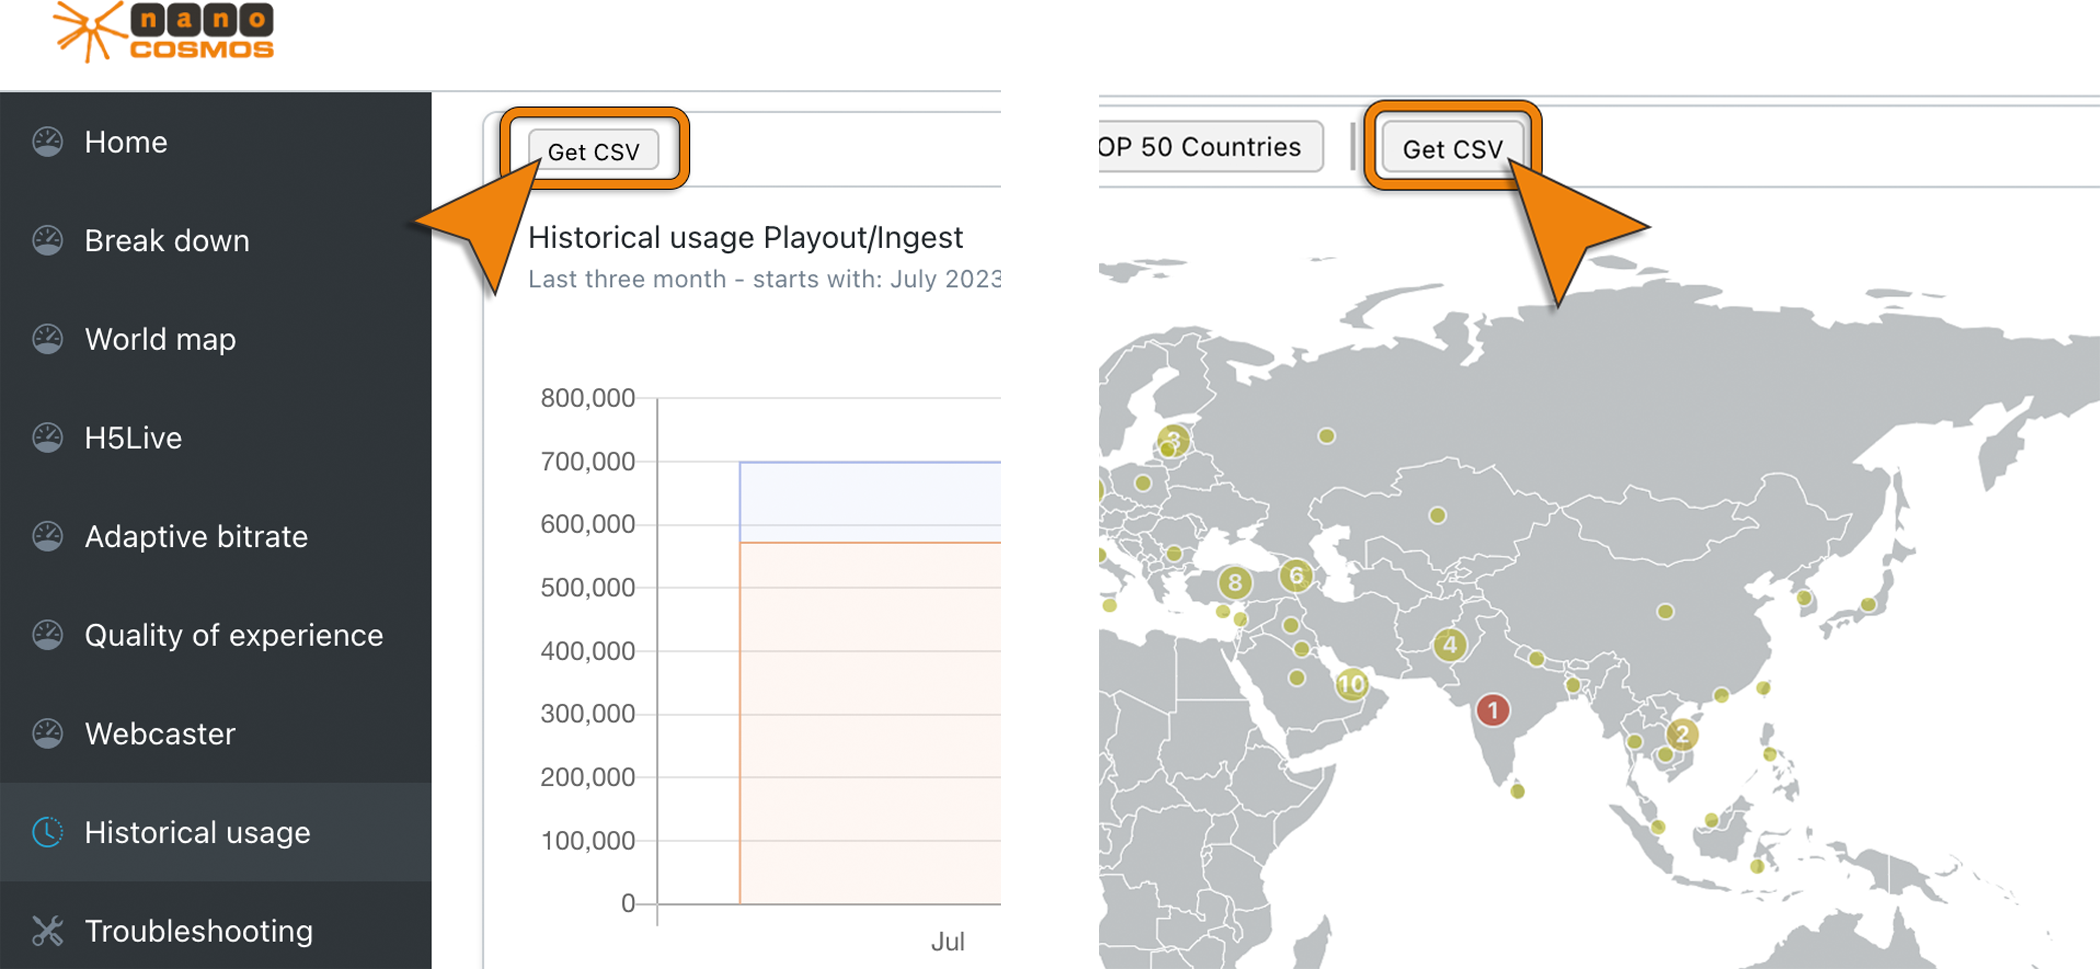 nano
COSMOS
Home
Break down
World map
H5Live
Adaptive bitrate
Quality of experience
Webcaster
Historical usage
Troubleshooting
Get CSV
Historical usage Playout/Ingest
Last three month - starts with: July 2023
800,000
700,000
600,000
500,000
400,000
300,000
200,000
100,000
0
Jul
OP 50 Countries
Get CSV
3
8
6
4
10
1
2